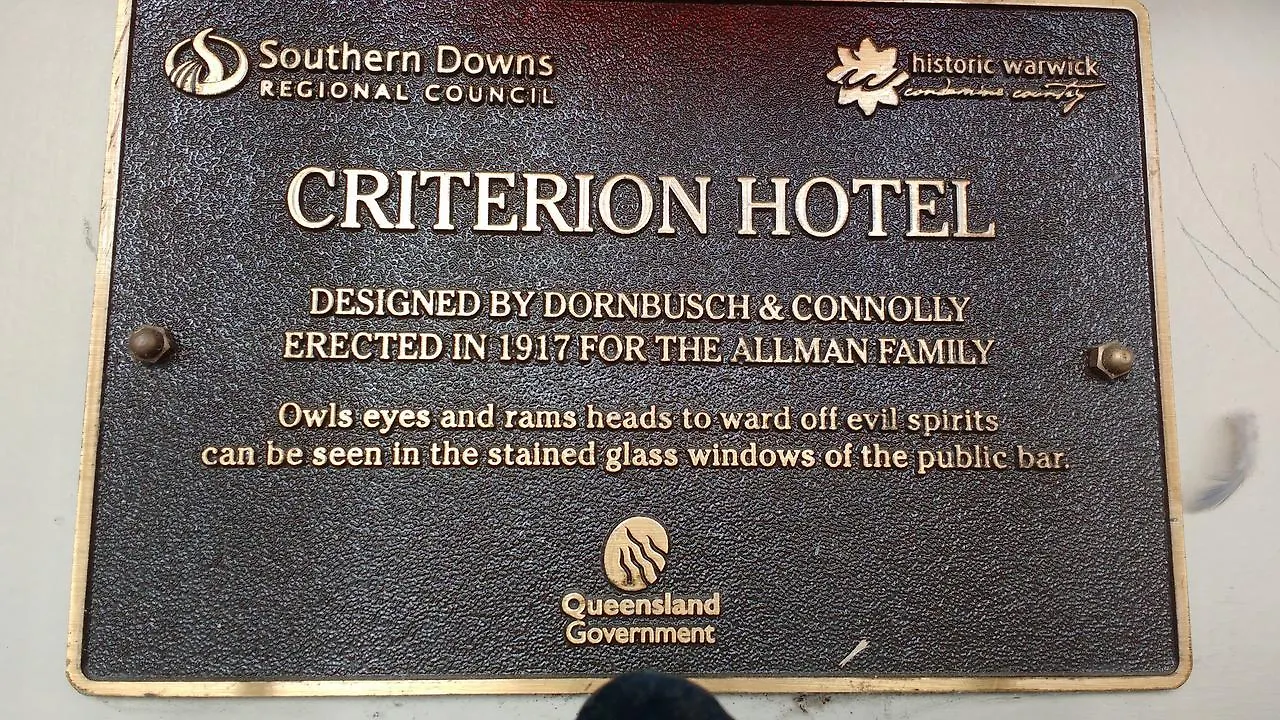 Southern Downs
REGIONAL COUNCIL
historic warwick
condamine country
CRITERION HOTEL
DESIGNED BY DORNBUSCH & CONNOLLY
ERECTED IN 1917 FOR THE ALLMAN FAMILY
Owls eyes and rams heads to ward off evil spirits
can be seen in the stained glass windows of the public bar.
Queensland
Government